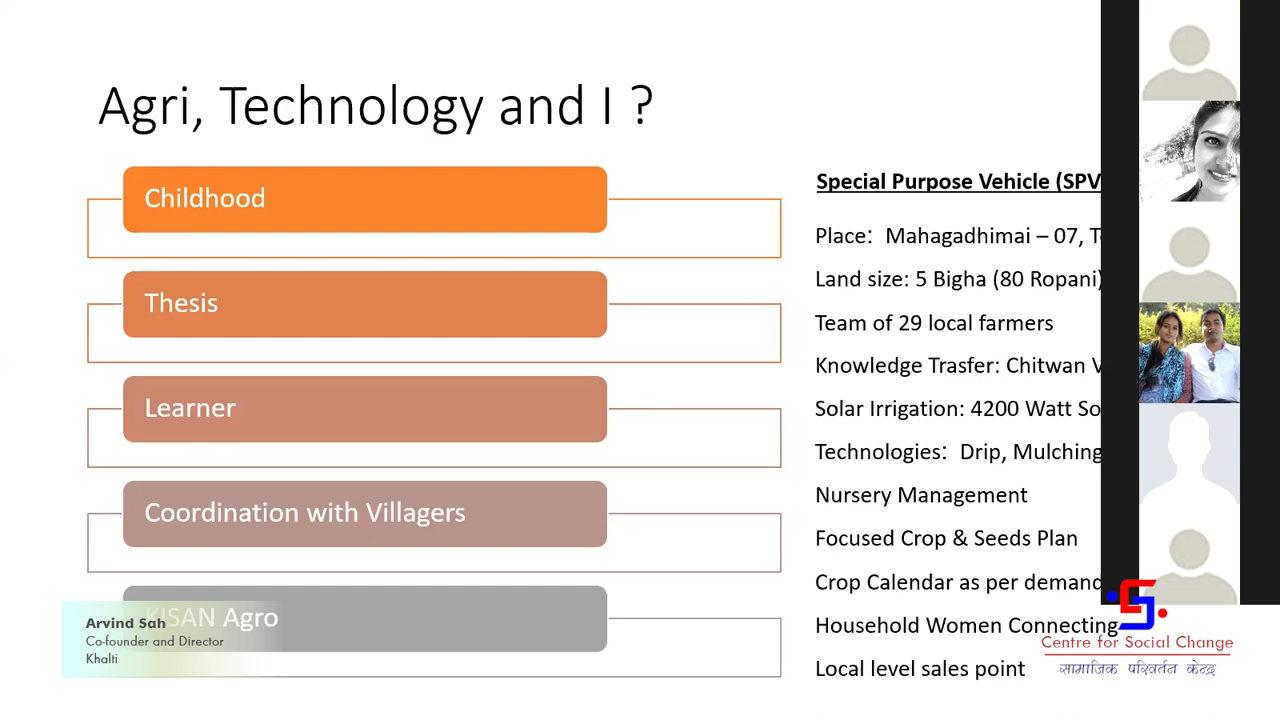 Agri, Technology and I ?
Childhood
Thesis
Learner
Coordination with Villagers
KISAN Agro
Arvind Sah
Co-founder and Director
Khalti
Special Purpose Vehicle (SPV
Place: Mahagadhimai – 07,
Land size: 5 Bigha (80 Ropani)
Team of 29 local farmers
Knowledge Trasfer: Chitwan
Solar Irrigation: 4200 Watt
Technologies: Drip, Mulching
Nursery Management
Focused Crop & Seeds Plan
Crop Calendar as per demand
Household Women Connecting
Local level sales point
Centre for Social Change
सामाजिक परिवर्तन केन्द्र